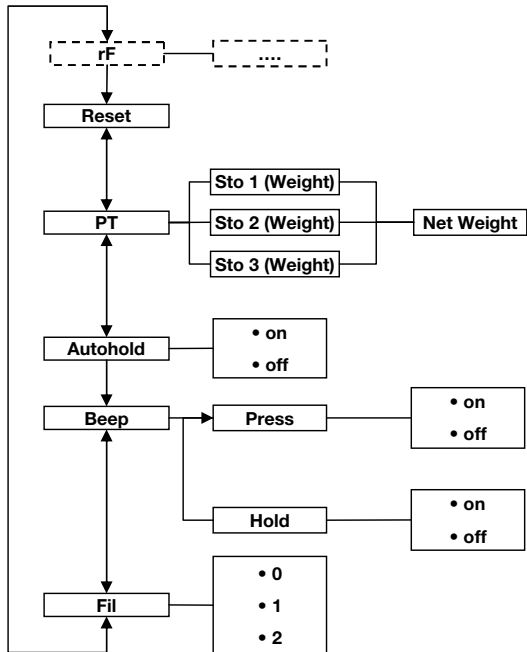 rF
....
Reset
Sto 1 (Weight)
PT
Sto 2 (Weight)
Net Weight
Sto 3 (Weight)
Autohold
• on
• off
Beep
Press
• on
• off
Hold
• on
• off
Fil
• 0
• 1
• 2